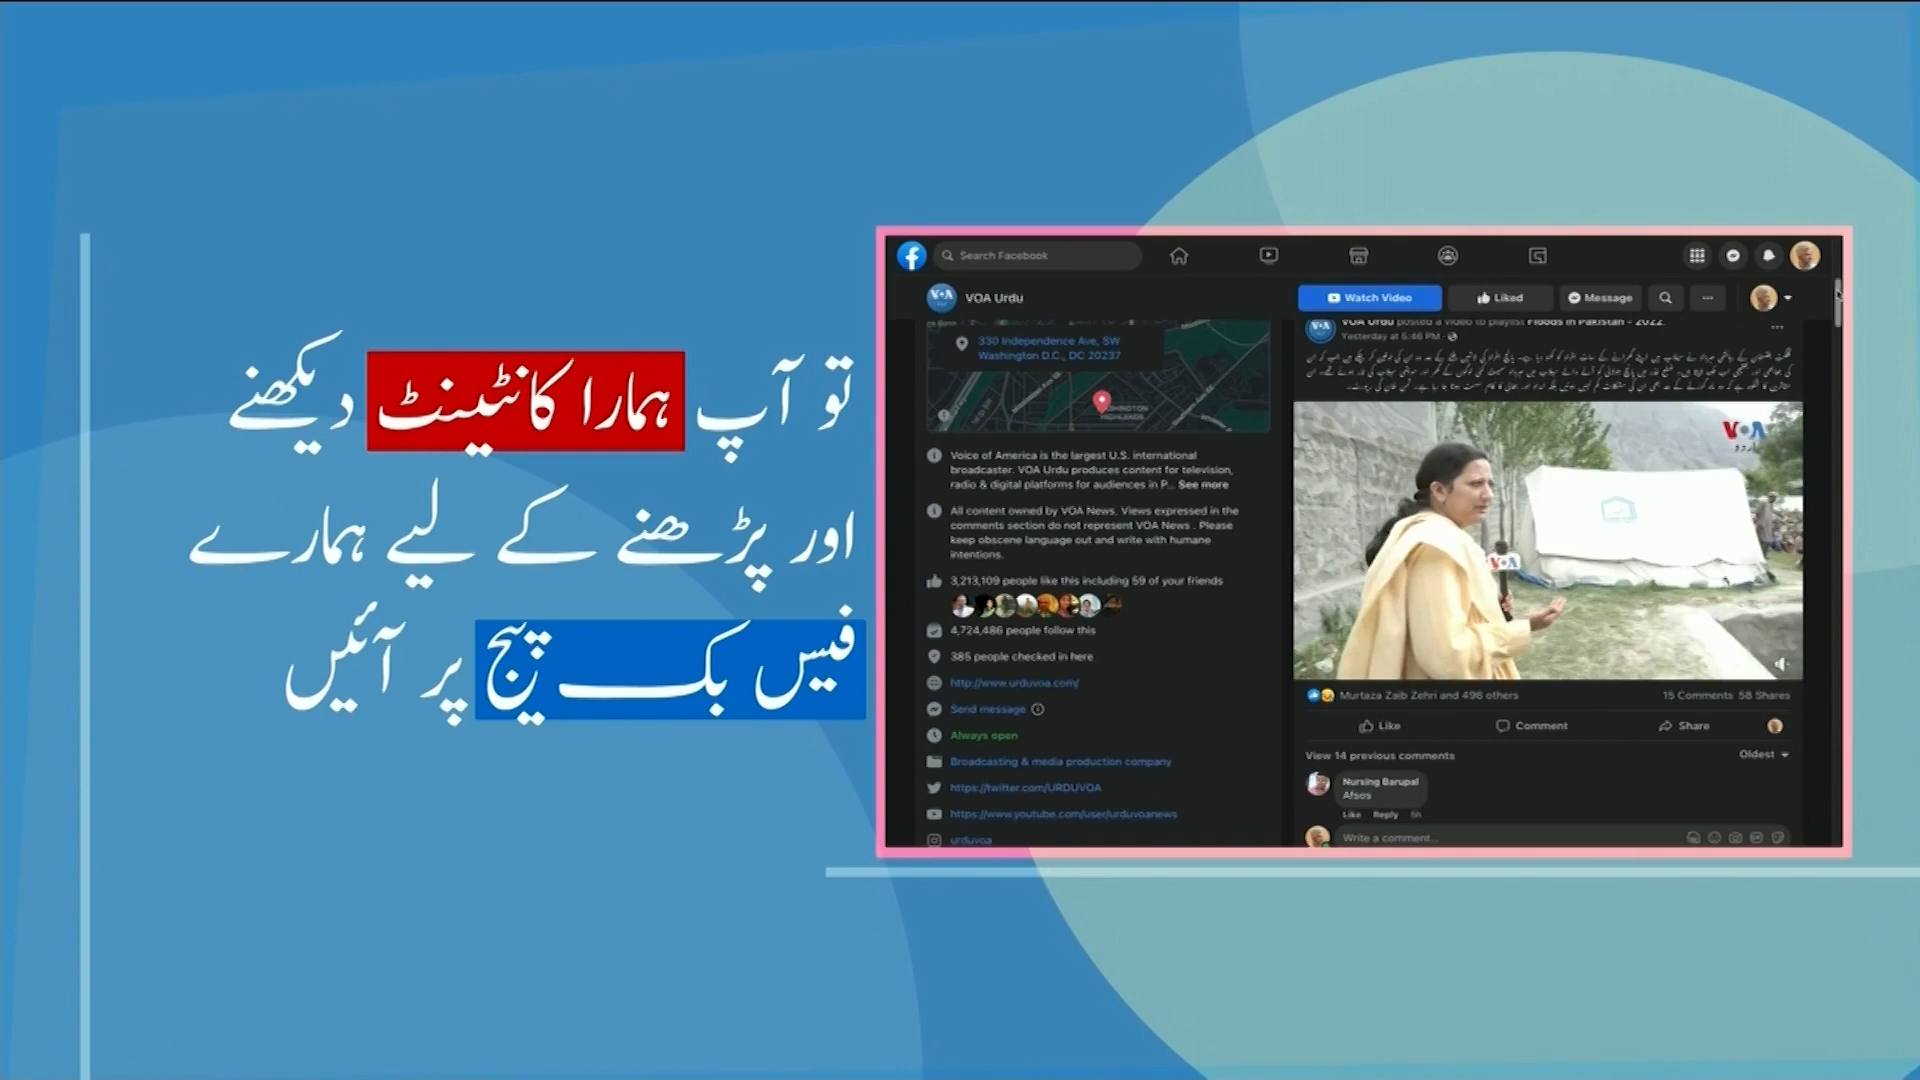 تو آپ ہمارا کانٹینٹ دیکھنے
اور پڑھنے کے لیے ہمارے
فیس بک پیج پر آئیں
Search Facebook
VOA Urdu
Watch Video
Liked
Message
330 Independence Ave, SW
Washington D.C., DC 20237
Voice of America is the largest U.S. international
broadcaster. VOA Urdu produces content for television,
radio & digital platforms for audiences in P... See more
All content owned by VOA News. Views expressed in the
comments section do not represent VOA News . Please
keep obscene language out and write with humane
intentions.
3,213,109 people like this including 59 of your friends
4,724,486 people follow this
385 people checked in here
http://www.urduvoa.com/
Send message
Always open
Broadcasting & media production company
https://twitter.com/URDUVOA
https://www.youtube.com/user/urduvoanews
urduvoa
VOA Urdu posted a video to playlist Floods in Pakistan - 2022.
Yesterday at 5:46 PM
VOA
اردو
VOA
Murtaza Zaib Zehri and 498 others
15 Comments 58 Shares
Like
Comment
Share
View 14 previous comments
Oldest
Nursing Barupal
Afsos
Like Reply 5h
Write a comment...